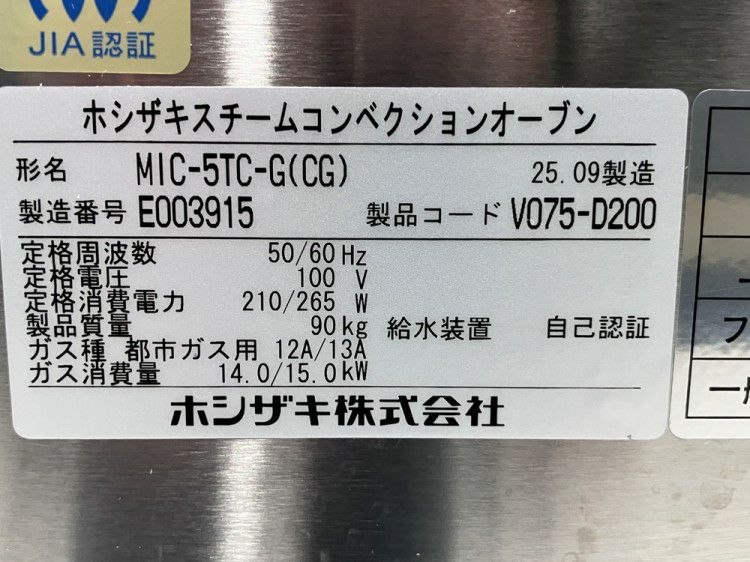 JIA認証
ホシザキスチームコンベクションオーブン
形名 MIC-5TC-G(CG) 25.09製造
製造番号 E003915 製品コード V075-D200
定格周波数 50/60 Hz
定格電圧 100 V
定格消費電力 210/265 W
製品質量 90kg 給水装置 自己認証
ガス種 都市ガス用 12A/13A
ガス消費量 14.0/15.0kW
ホシザキ株式会社
フ
一般